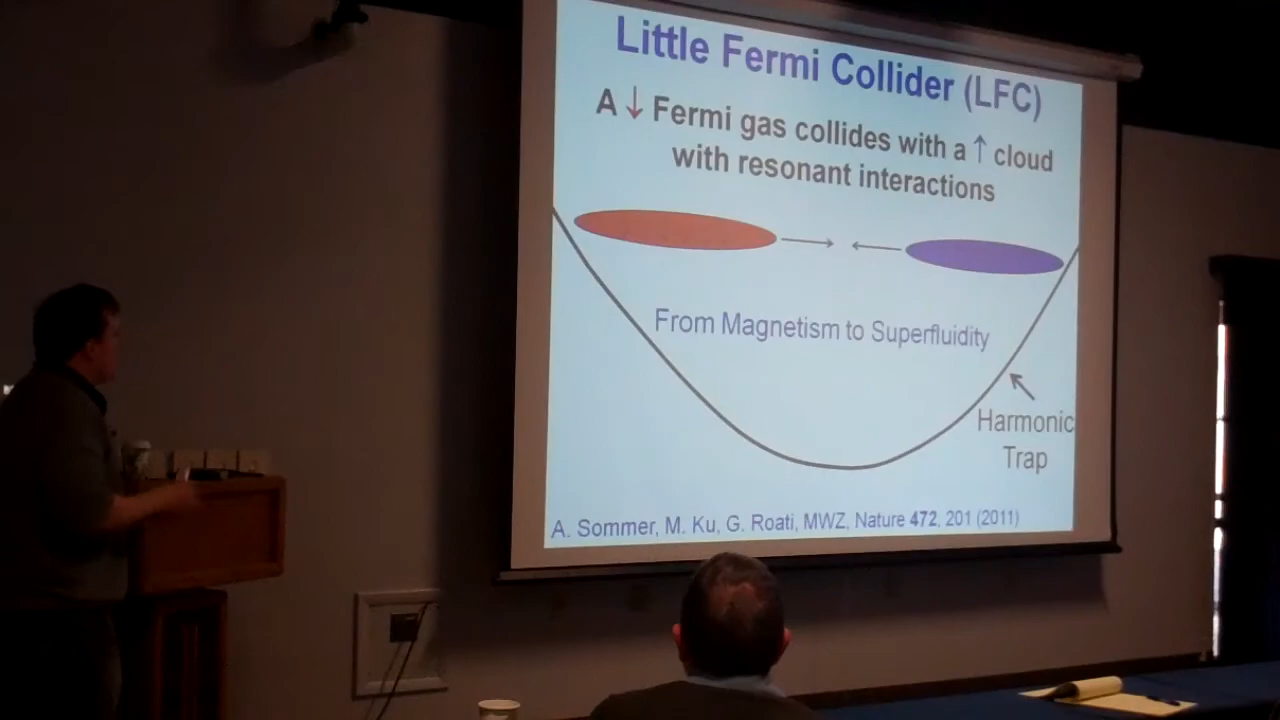 Little Fermi Collider (LFC)
A ↓ Fermi gas collides with a ↑ cloud
with resonant interactions
From Magnetism to Superfluidity
Harmonic
Trap
A. Sommer, M. Ku, G. Roati, MWZ, Nature 472, 201 (2011)